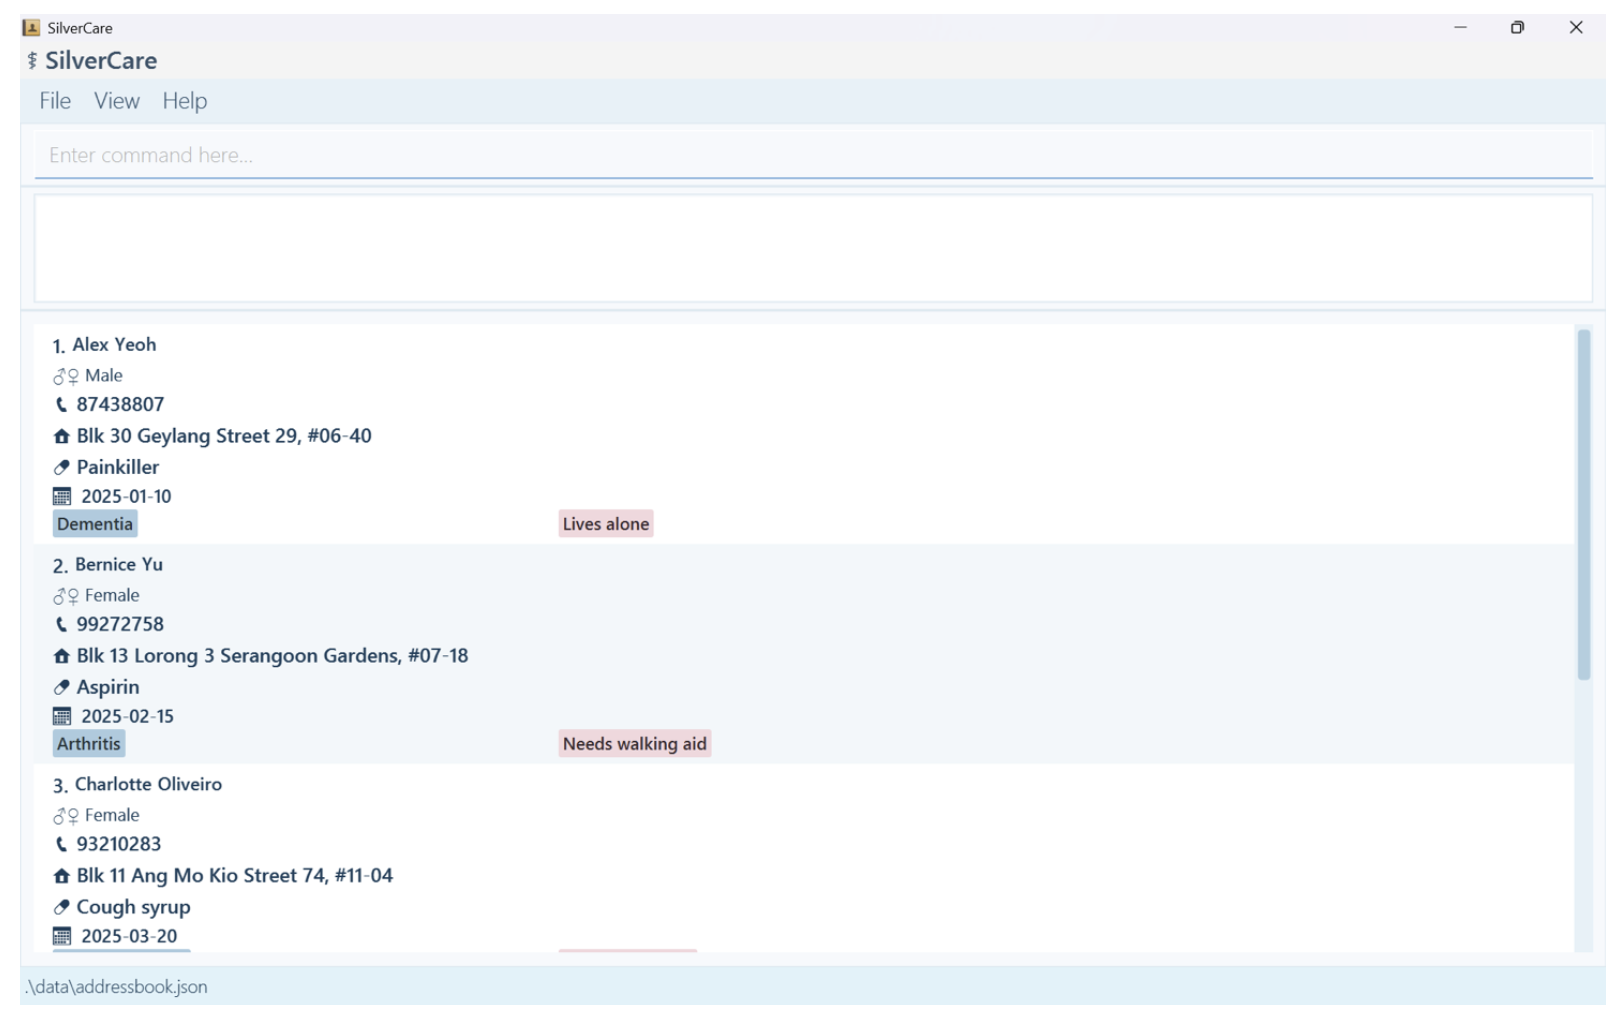 SilverCare
SilverCare
File View Help
Enter command here...
1. Alex Yeoh
Male
87438807
Blk 30 Geylang Street 29, #06-40
Painkiller
2025-01-10
Dementia Lives alone
2. Bernice Yu
Female
99272758
Blk 13 Lorong 3 Serangoon Gardens, #07-18
Aspirin
2025-02-15
Arthritis Needs walking aid
3. Charlotte Oliveiro
Female
93210283
Blk 11 Ang Mo Kio Street 74, #11-04
Cough syrup
2025-03-20
.\data\addressbook.json